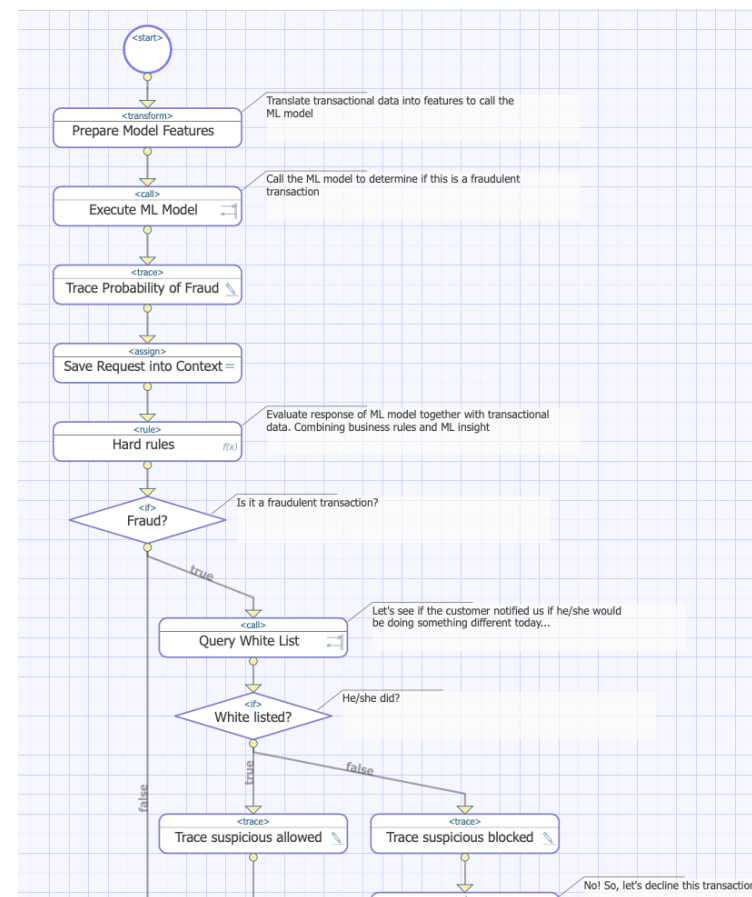 <start>
<transform>
Prepare Model Features
Translate transactional data into features to call the
ML model
<call>
Execute ML Model
Call the ML model to determine if this is a fraudulent
transaction
<trace>
Trace Probability of Fraud
<assign>
Save Request into Context
=
<rule>
Hard rules
f(x)
Evaluate response of ML model together with transactional
data. Combining business rules and ML insight
<if>
Fraud?
Is it a fraudulent transaction?
true
<call>
Query White List
Let's see if the customer notified us if he/she would
be doing something different today...
<if>
White listed?
He/she did?
false
true
false
<trace>
Trace suspicious allowed
<trace>
Trace suspicious blocked
No! So, let's decline this transaction